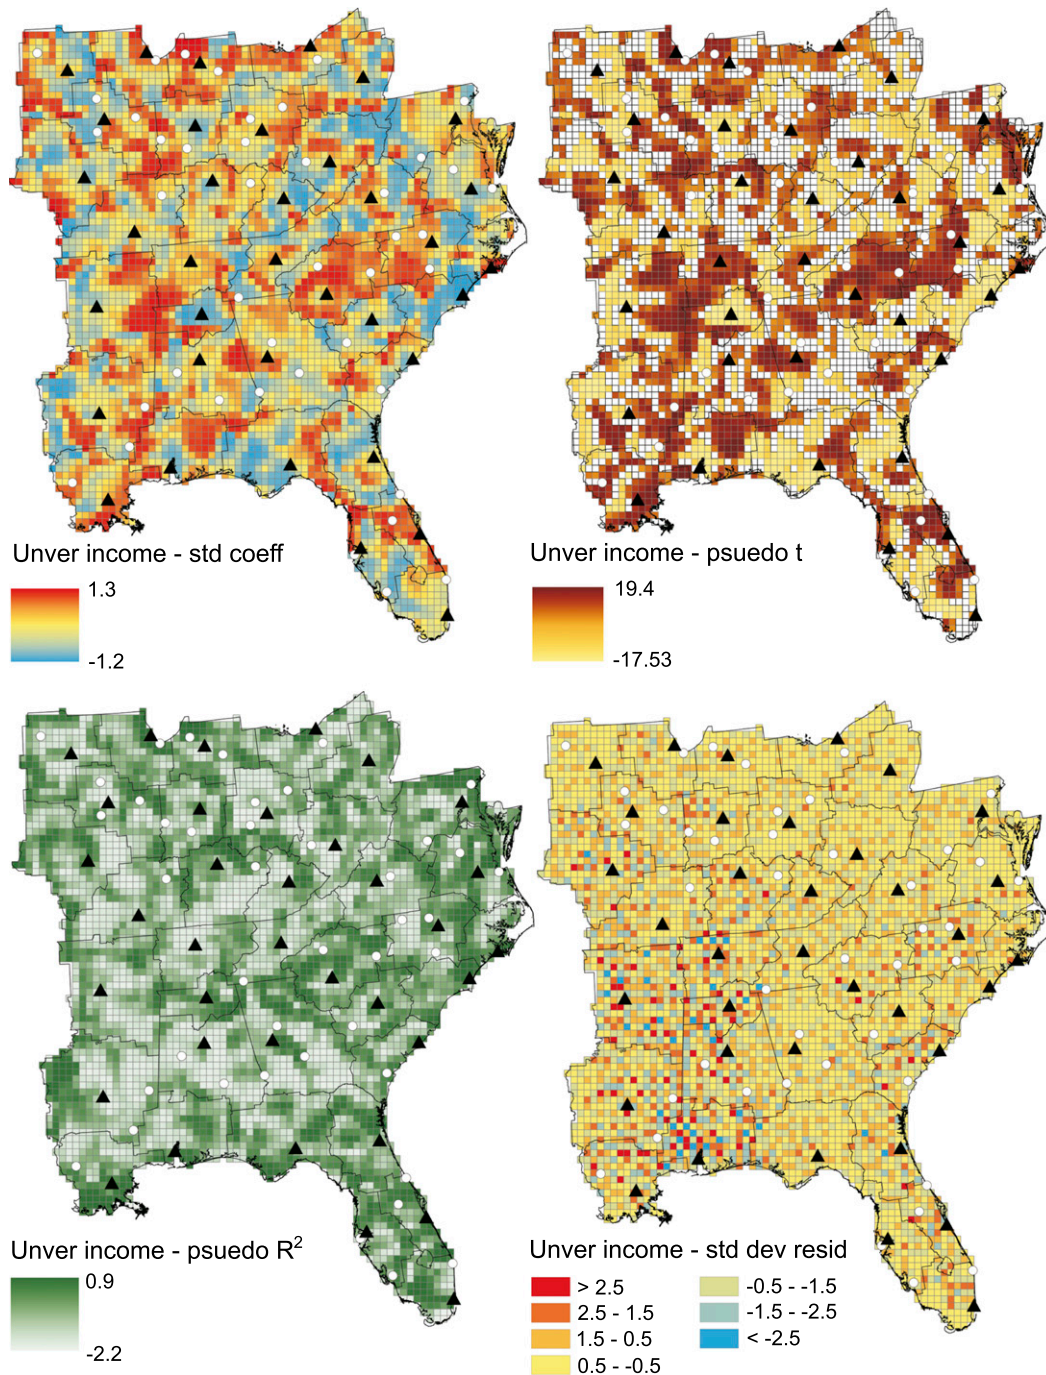 Unver income - std coeff
1.3
-1.2
Unver income - psuedo t
19.4
-17.53
Unver income - psuedo R²
0.9
-2.2
Unver income - std dev resid
> 2.5
2.5 - 1.5
1.5 - 0.5
0.5 - -0.5
-0.5 - -1.5
-1.5 - -2.5
< -2.5